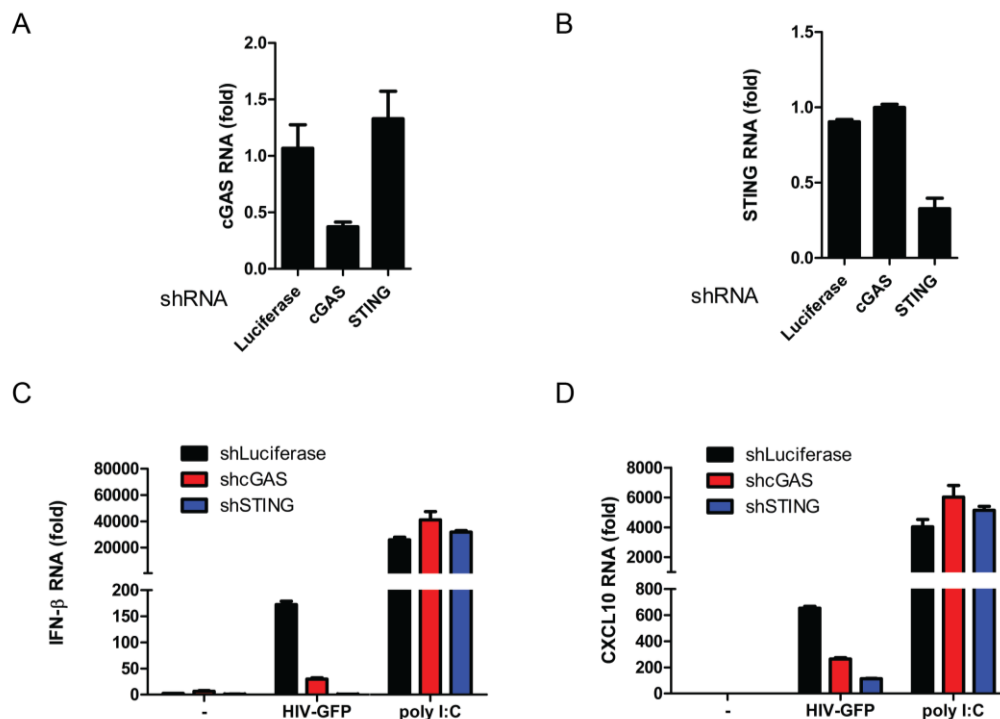 A
cGAS RNA (fold)
2.0
1.5
1.0
0.5
0.0
shRNA
Luciferase
cGAS
STING
B
STING RNA (fold)
1.5
1.0
0.5
0.0
shRNA
Luciferase
cGAS
STING
C
shLuciferase
shcGAS
shSTING
IFN-β RNA (fold)
80000
60000
40000
20000
200
150
100
50
0
-
HIV-GFP
poly I:C
D
shLuciferase
shcGAS
shSTING
CXCL10 RNA (fold)
8000
6000
4000
2000
800
600
400
200
0
-
HIV-GFP
poly I:C